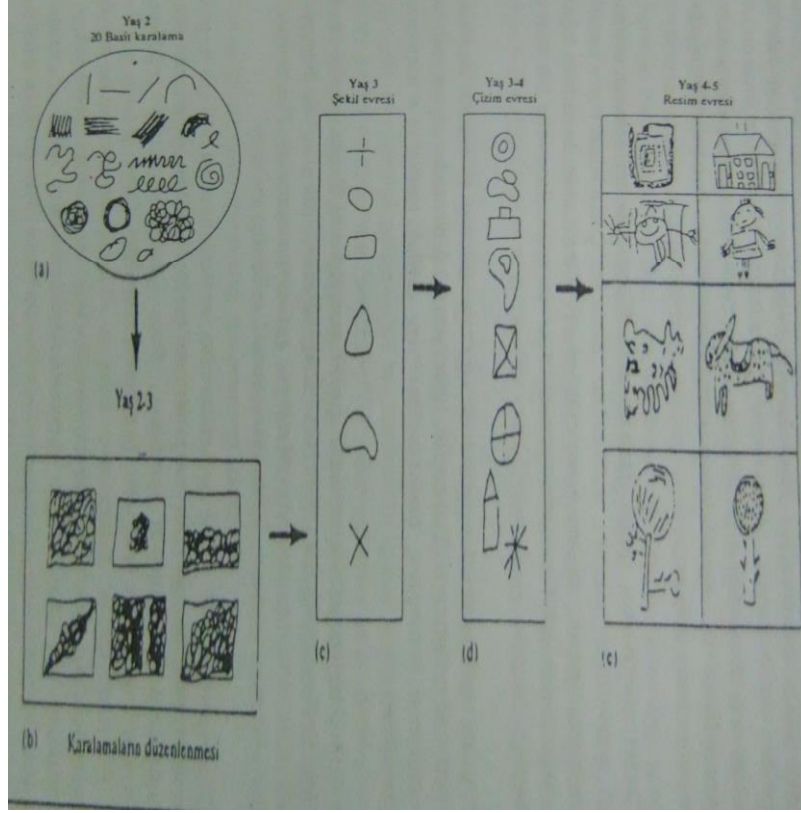 Yaş 2
20 Basit karalama
(a)
Yaş 2-3
(b) Karalamaların düzenlenmesi
Yaş 3
Şekil evresi
(c)
Yaş 3-4
Çizim evresi
(d)
Yaş 4-5
Resim evresi
(e)